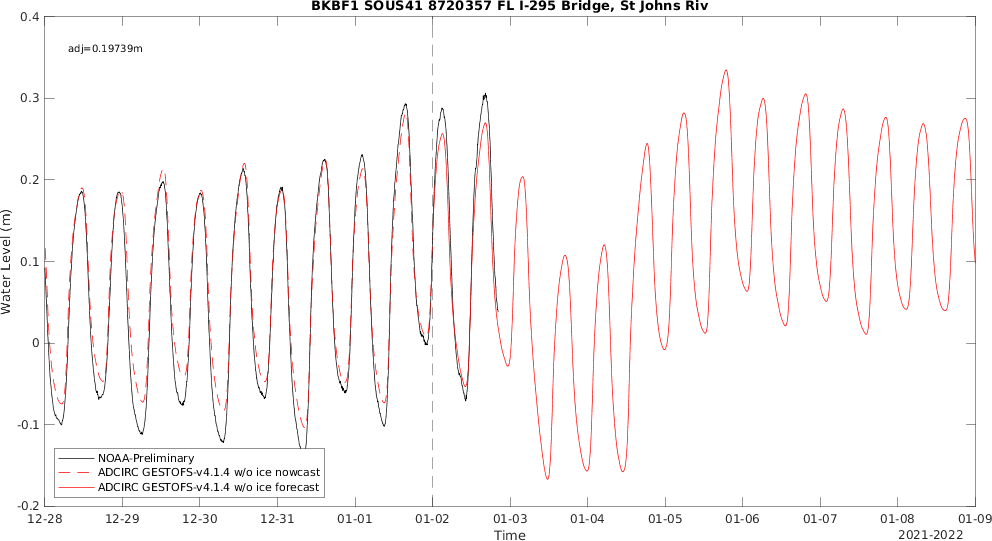 BKBF1 SOUS41 8720357 FL I-295 Bridge, St Johns Riv
adj=0.19739m
0.4
0.3
0.2
0.1
0
-0.1
-0.2
Water Level (m)
NOAA-Preliminary
ADCIRC GESTOFS-v4.1.4 w/o ice nowcast
ADCIRC GESTOFS-v4.1.4 w/o ice forecast
12-28 12-29 12-30 12-31 01-01 01-02 01-03 01-04 01-05 01-06 01-07 01-08 01-09
Time
2021-2022